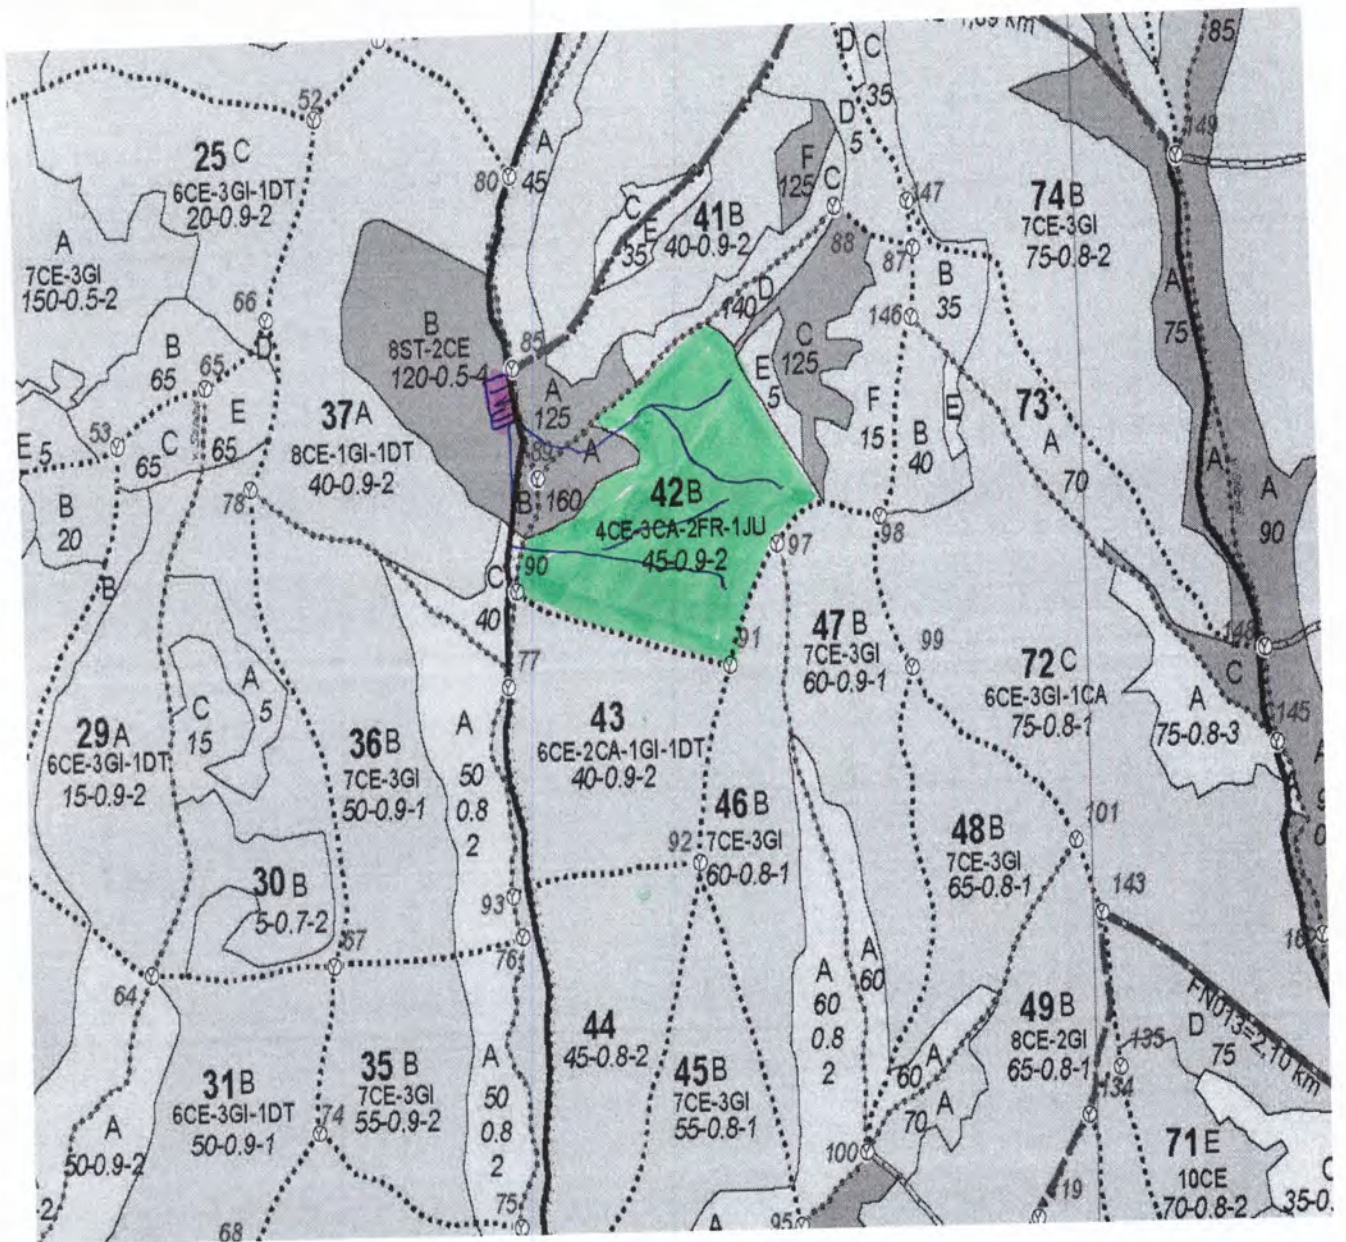 1,69 km
85
D
C
35
52
149
25 C
6CE-3GI-1DT
20-0.9-2
A
80
45
D
5
F
125
C
147
74 B
7CE-3GI
75-0.8-2
A
7CE-3GI
150-0.5-2
C
E
35
41 B
40-0.9-2
88
87
66
D
140
D
B
35
146
A
75
B
65
65
B
8ST-2CE
120-0.5-4
85
C
125
E
5
53
E
65
C
65
37 A
8CE-1GI-1DT
40-0.9-2
A
125
F
15
B
40
E
73
A
70
E 5
B
20
78
89
A
160
B
42 B
4CE-3CA-2FR-1JU
45-0.9-2
A
A
90
98
97
90
B
C
40
77
91
47 B
7CE-3GI
60-0.9-1
99
72 C
6CE-3GI-1CA
75-0.8-1
148
C
A
75-0.8-3
145
A
5
C
15
29 A
6CE-3GI-1DT
15-0.9-2
36 B
7CE-3GI
50-0.9-1
A
50
0.8
2
43
6CE-2CA-1GI-1DT
40-0.9-2
46 B
7CE-3GI
60-0.8-1
92
48 B
7CE-3GI
65-0.8-1
101
143
30 B
5-0.7-2
93
67
76
64
A
60
0.8
2
A
60
44
45-0.8-2
49 B
8CE-2GI
65-0.8-1
FN013=2,10 km
D
75
135
134
31 B
6CE-3GI-1DT
50-0.9-1
35 B
7CE-3GI
55-0.9-2
A
50
0.8
2
45 B
7CE-3GI
55-0.8-1
60
A
70
A
A
50-0.9-2
74
100
71 E
10CE
70-0.8-2
C
35-0.
-2
68
75
A
95
119